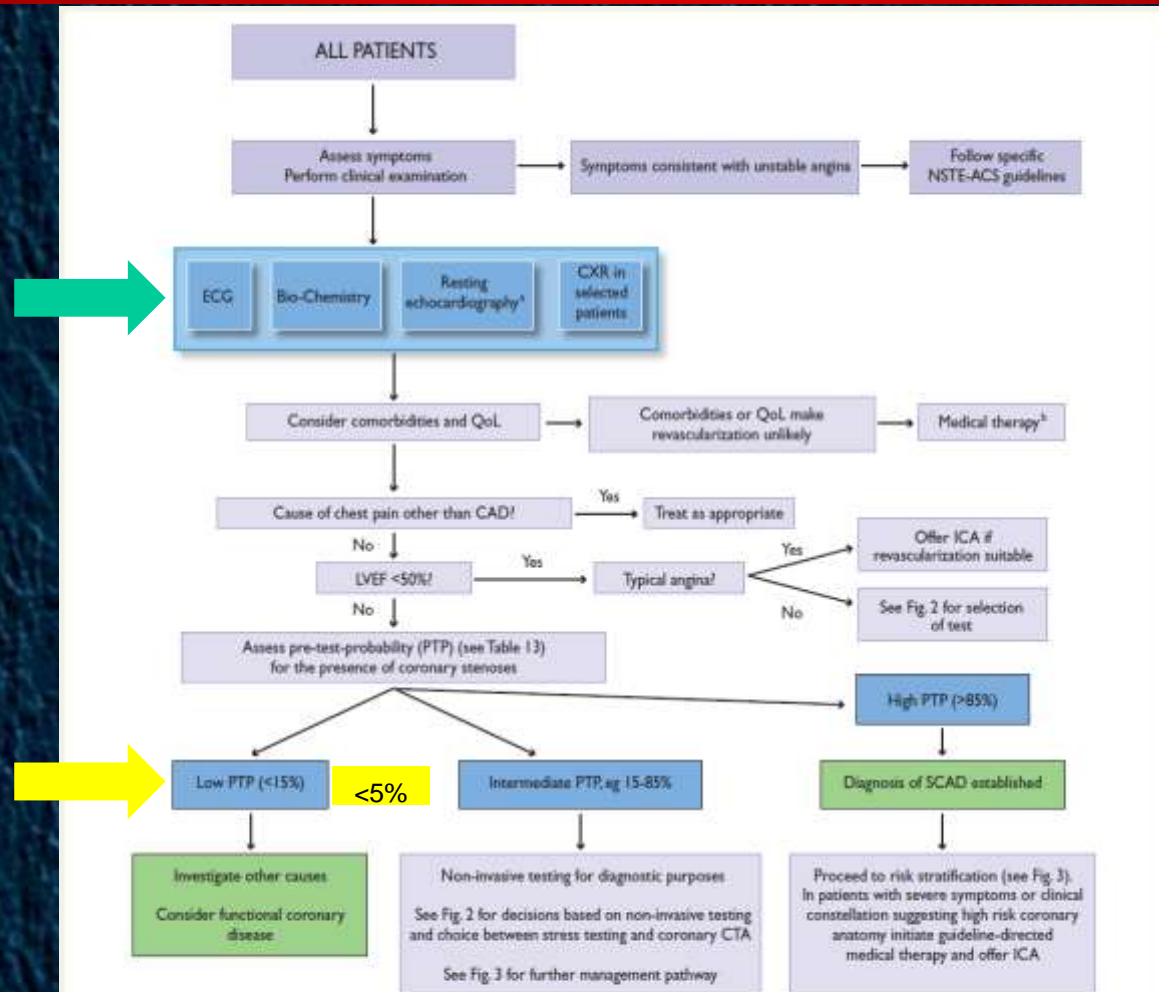 ALL PATIENTS
Assess symptoms
Perform clinical examination
Symptoms consistent with unstable angina
Follow specific
NSTE-ACS guidelines
ECG
Bio-Chemistry
Resting
echocardiographyᵃ
CXR in
selected
patients
Consider comorbidities and QoL
Comorbidities or QoL make
revascularization unlikely
Medical therapyᵇ
Cause of chest pain other than CAD?
Yes
Treat as appropriate
No
LVEF <50%?
Yes
Typical angina?
Yes
Offer ICA if
revascularization suitable
No
See Fig. 2 for selection
of test
No
Assess pre-test-probability (PTP) (see Table 13)
for the presence of coronary stenoses
High PTP (>85%)
Low PTP (<15%)
<5%
Intermediate PTP, eg 15-85%
Diagnosis of SCAD established
Investigate other causes
Consider functional coronary
disease
Non-invasive testing for diagnostic purposes
See Fig. 2 for decisions based on non-invasive testing
and choice between stress testing and coronary CTA
See Fig. 3 for further management pathway
Proceed to risk stratification (see Fig. 3).
In patients with severe symptoms or clinical
constellation suggesting high risk coronary
anatomy initiate guideline-directed
medical therapy and offer ICA